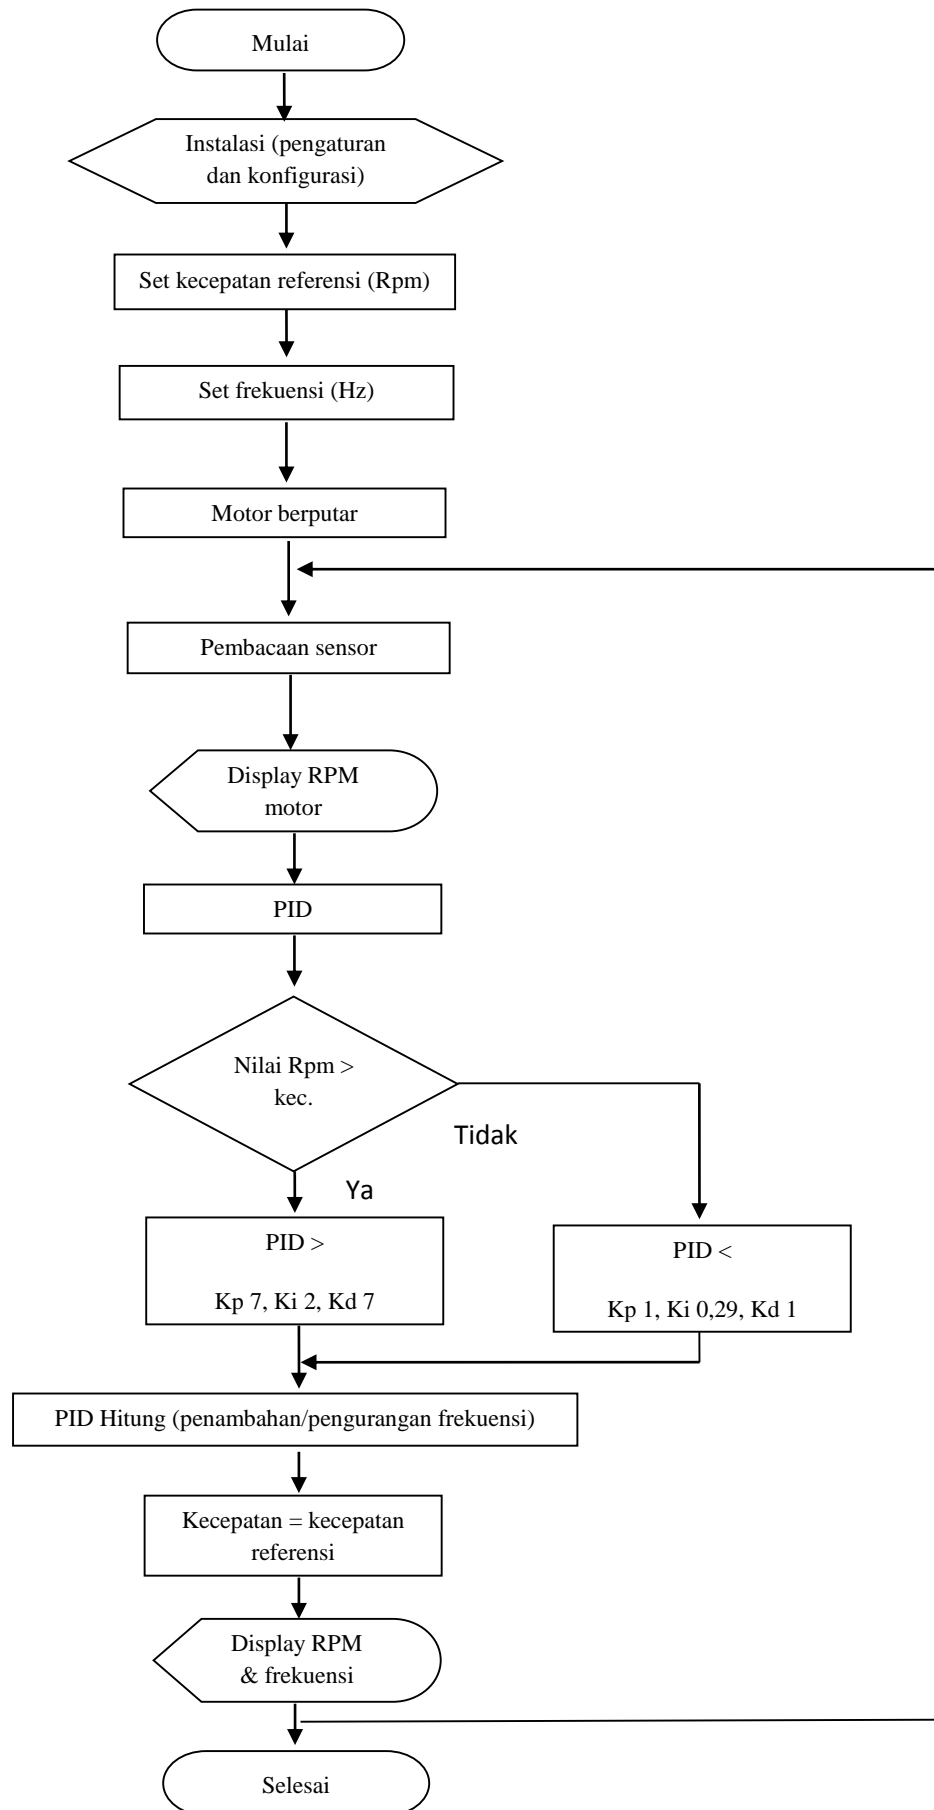 Mulai
Instalasi (pengaturan
dan konfigurasi)
Set kecepatan referensi (Rpm)
Set frekuensi (Hz)
Motor berputar
Pembacaan sensor
Display RPM
motor
PID
Nilai Rpm >
kec.
Tidak
Ya
PID >
Kp 7, Ki 2, Kd 7
PID <
Kp 1, Ki 0,29, Kd 1
PID Hitung (penambahan/pengurangan frekuensi)
Kecepatan = kecepatan
referensi
Display RPM
& frekuensi
Selesai